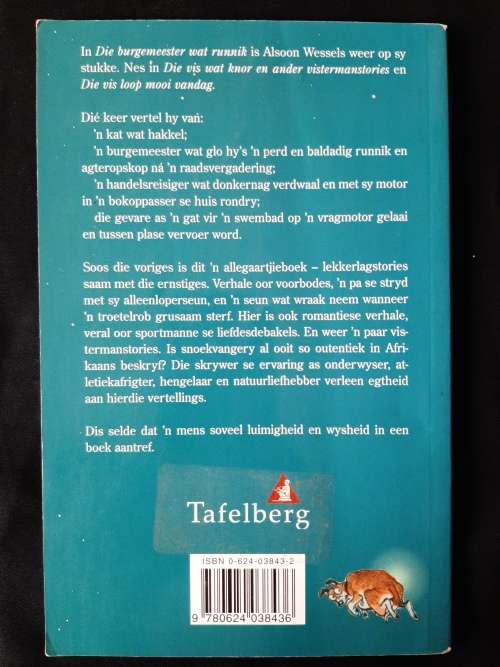 In Die burgemeester wat runnik is Alsoon Wessels weer op sy
stukke. Nes in Die vis wat knor en ander vistermanstories en
Die vis loop mooi vandag.
Dié keer vertel hy van:
'n kat wat hakkel;
'n burgemeester wat glo hy's 'n perd en baldadig runnik en
agteropskop ná 'n raadsvergadering;
'n handelsreisiger wat donkernag verdwaal en met sy motor
in 'n bokoppasser se huis rondry;
die gevare as 'n gat vir 'n swembad op 'n vragmotor gelaai
en tussen plase vervoer word.
Soos die voriges is dit 'n allegaartjieboek – lekkerlagstories
saam met die ernstiges. Verhale oor voorbodes, 'n pa se stryd
met sy alleenloperseun, en 'n seun wat wraak neem wanneer
'n troetelrob grusaam sterf. Hier is ook romantiese verhale,
veral oor sportmanne se liefdesdebakels. En weer 'n paar vis-
termanstories. Is snoekvangery al ooit so outentiek in Afri-
kaans beskryf? Die skrywer se ervaring as onderwyser, at-
letiekafrigter, hengelaar en natuurliefhebber verleen egtheid
aan hierdie vertellings.
Dis selde dat 'n mens soveel luimigheid en wysheid in een
boek aantref.
Tafelberg
ISBN 0-624-03843-2
9 780624 038436